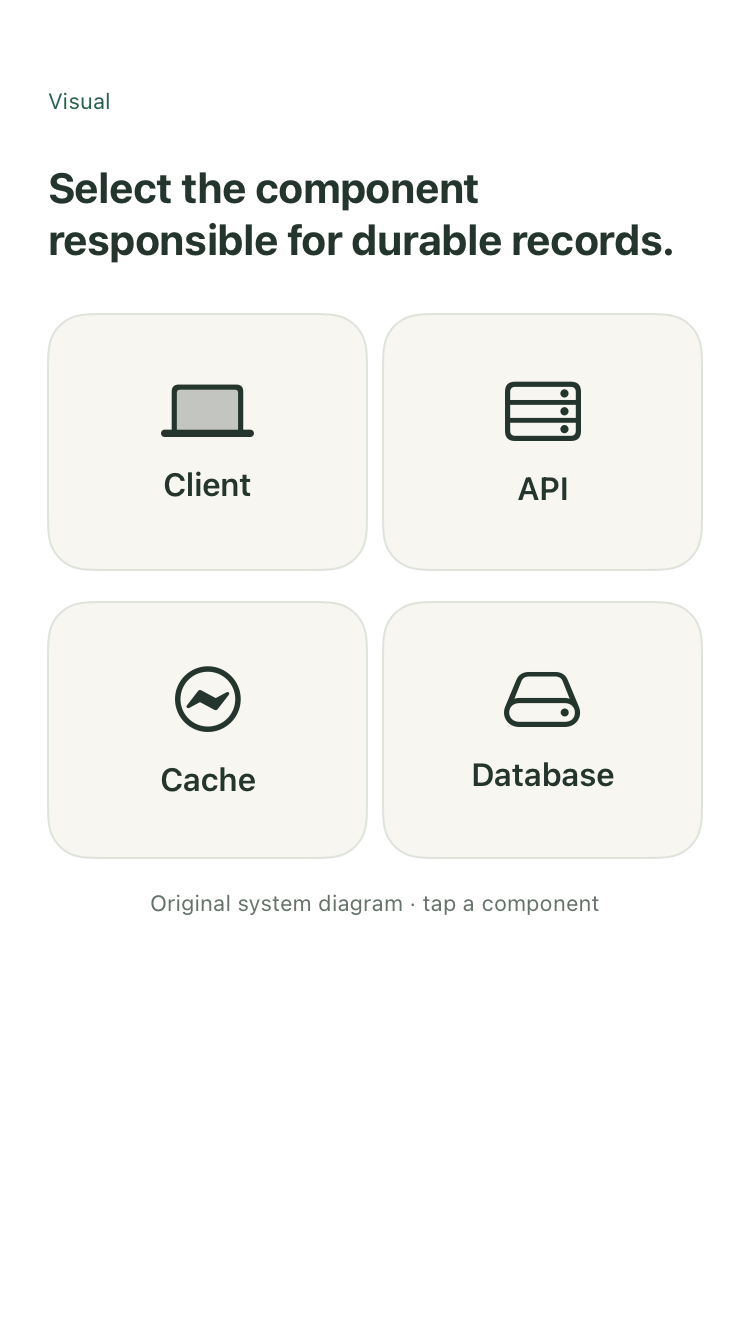 Visual
Select the component
responsible for durable records.
Client
API
Cache
Database
Original system diagram · tap a component